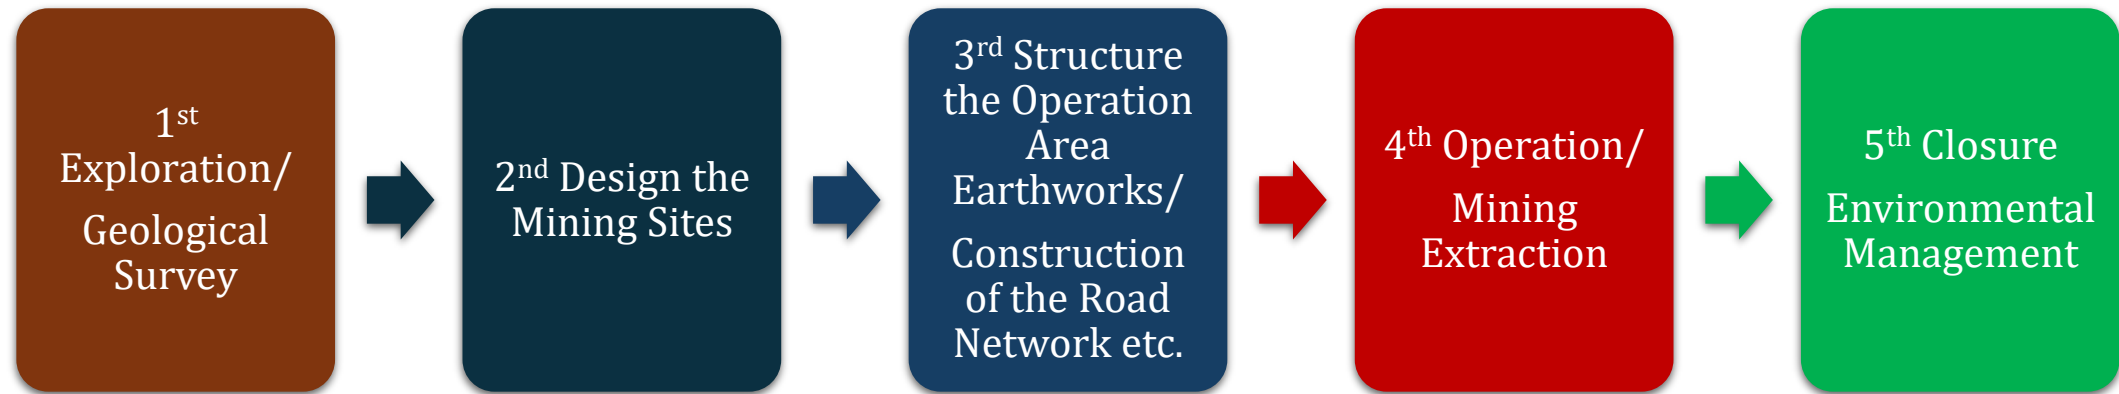 1st
Exploration/
Geological
Survey
2nd Design the
Mining Sites
3rd Structure
the Operation
Area
Earthworks/
Construction
of the Road
Network etc.
4th Operation/
Mining
Extraction
5th Closure
Environmental
Management